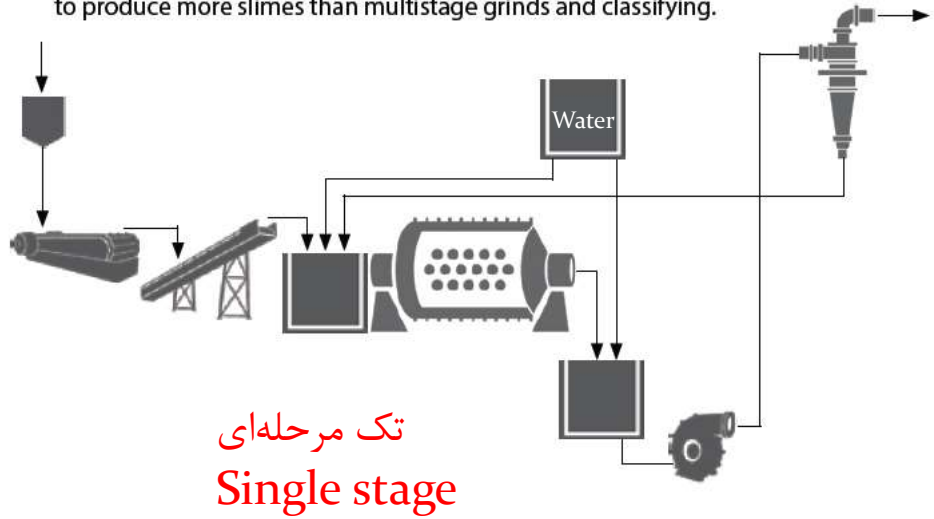 to produce more slimes than multistage grinds and classifying.
Water
تک مرحله‌ای
Single stage